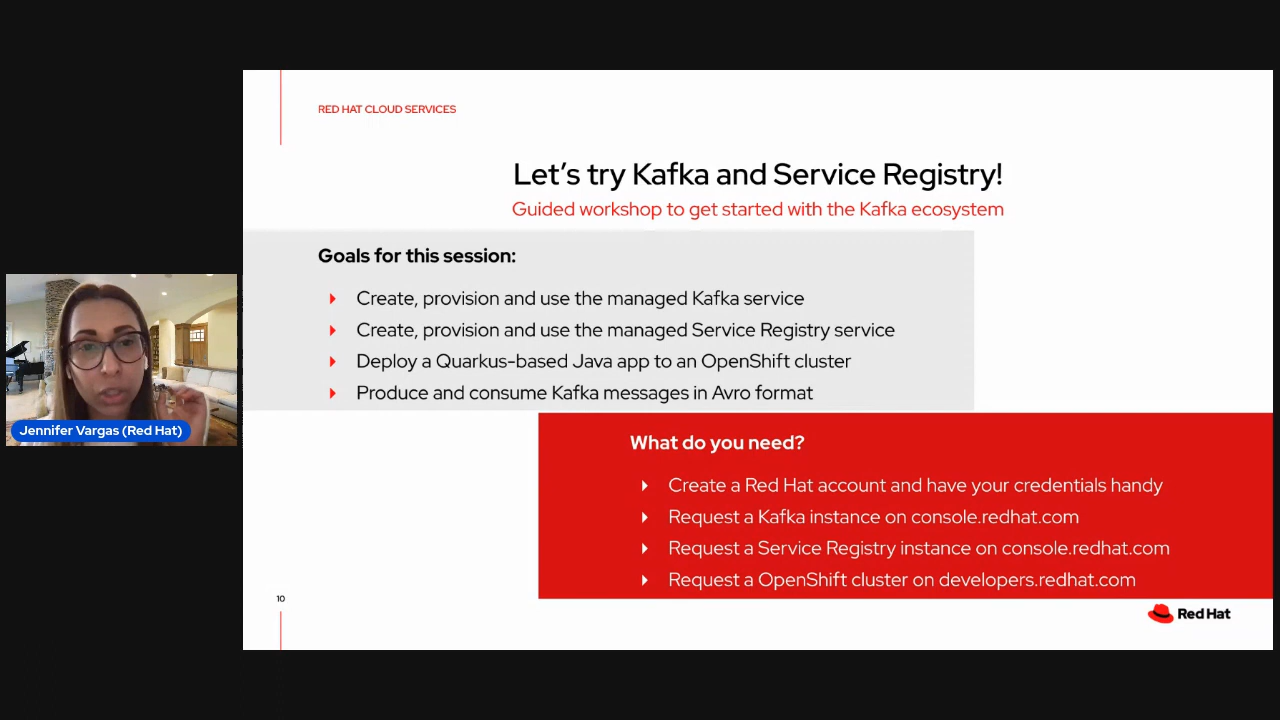 RED HAT CLOUD SERVICES
Let's try Kafka and Service Registry!
Guided workshop to get started with the Kafka ecosystem
Goals for this session:
Create, provision and use the managed Kafka service
Create, provision and use the managed Service Registry service
Deploy a Quarkus-based Java app to an OpenShift cluster
Produce and consume Kafka messages in Avro format
Jennifer Vargas (Red Hat)
What do you need?
Create a Red Hat account and have your credentials handy
Request a Kafka instance on console.redhat.com
Request a Service Registry instance on console.redhat.com
Request a OpenShift cluster on developers.redhat.com
10
Red Hat